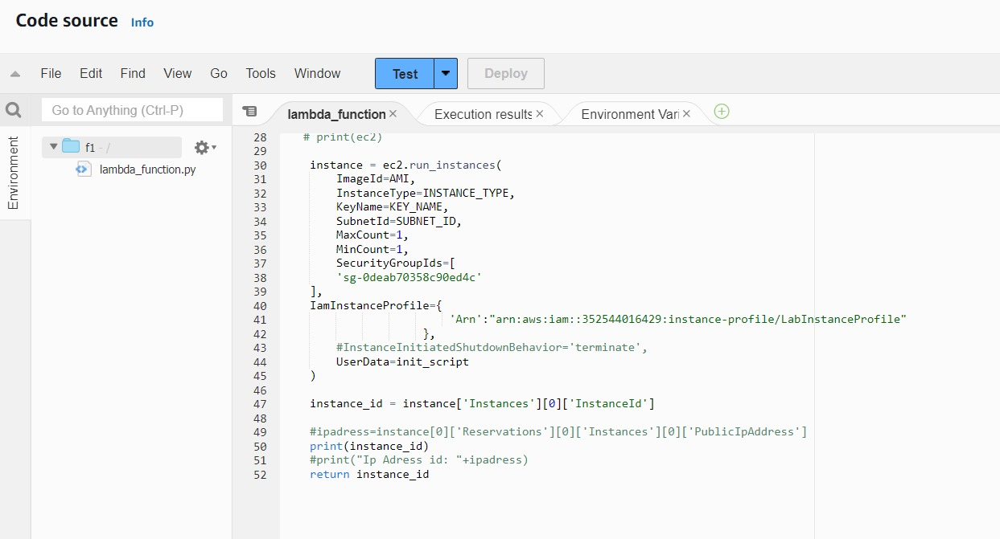 Code source Info
File Edit Find View Go Tools Window Test Deploy
Go to Anything (Ctrl-P)
lambda_function
Execution results
Environment Vari
Environment
f1 - /
lambda_function.py
28 # print(ec2)
29
30 instance = ec2.run_instances(
31 ImageId=AMI,
32 InstanceType=INSTANCE_TYPE,
33 KeyName=KEY_NAME,
34 SubnetId=SUBNET_ID,
35 MaxCount=1,
36 MinCount=1,
37 SecurityGroupIds=[
38 'sg-0deab70358c90ed4c'
39 ],
40 IamInstanceProfile={
41 'Arn':"arn:aws:iam::352544016429:instance-profile/LabInstanceProfile"
42 },
43 #InstanceInitiatedShutdownBehavior='terminate',
44 UserData=init_script
45 )
46
47 instance_id = instance['Instances'][0]['InstanceId']
48
49 #ipadress=instance[0]['Reservations'][0]['Instances'][0]['PublicIpAddress']
50 print(instance_id)
51 #print("Ip Adress id: "+ipadress)
52 return instance_id